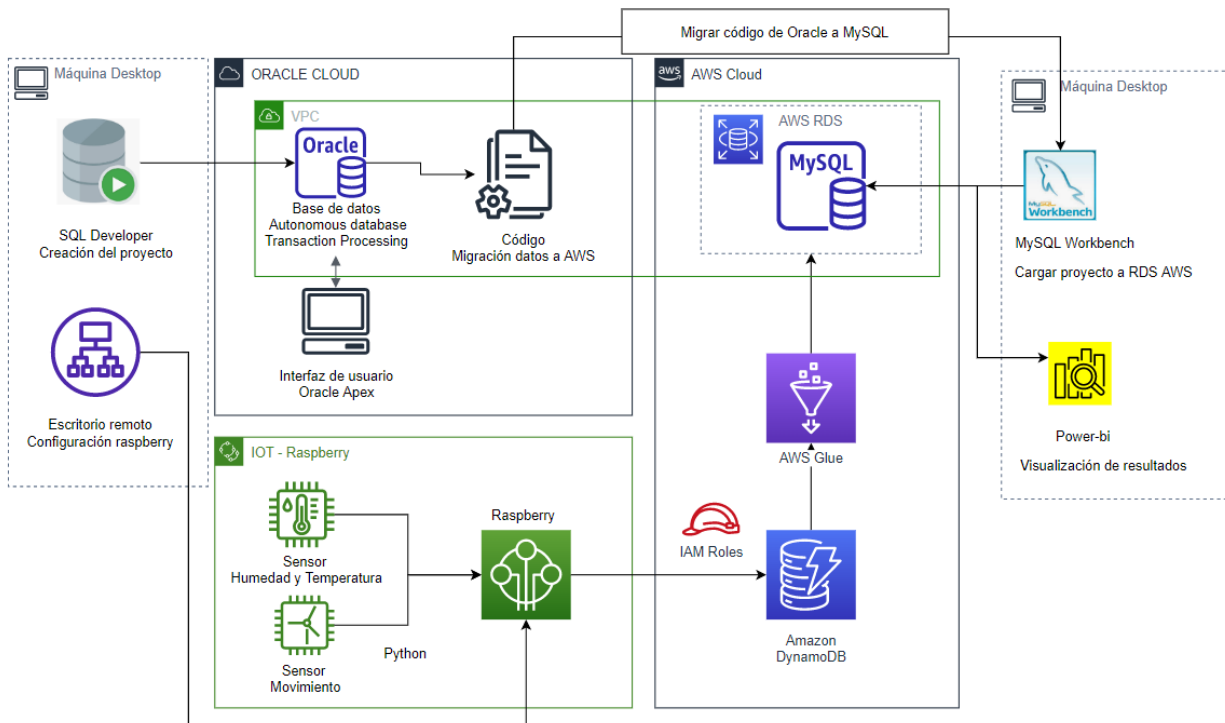 Migrar código de Oracle a MySQL
Máquina Desktop
SQL Developer
Creación del proyecto
Escritorio remoto
Configuración raspberry
ORACLE CLOUD
VPC
Oracle
Base de datos
Autonomous database
Transaction Processing
Código
Migración datos a AWS
Interfaz de usuario
Oracle Apex
IOT - Raspberry
Sensor
Humedad y Temperatura
Sensor
Movimiento
Python
Raspberry
aws
AWS Cloud
AWS RDS
MySQL
AWS Glue
IAM Roles
Amazon
DynamoDB
Máquina Desktop
MySQL
Workbench
MySQL Workbench
Cargar proyecto a RDS AWS
Power-bi
Visualización de resultados